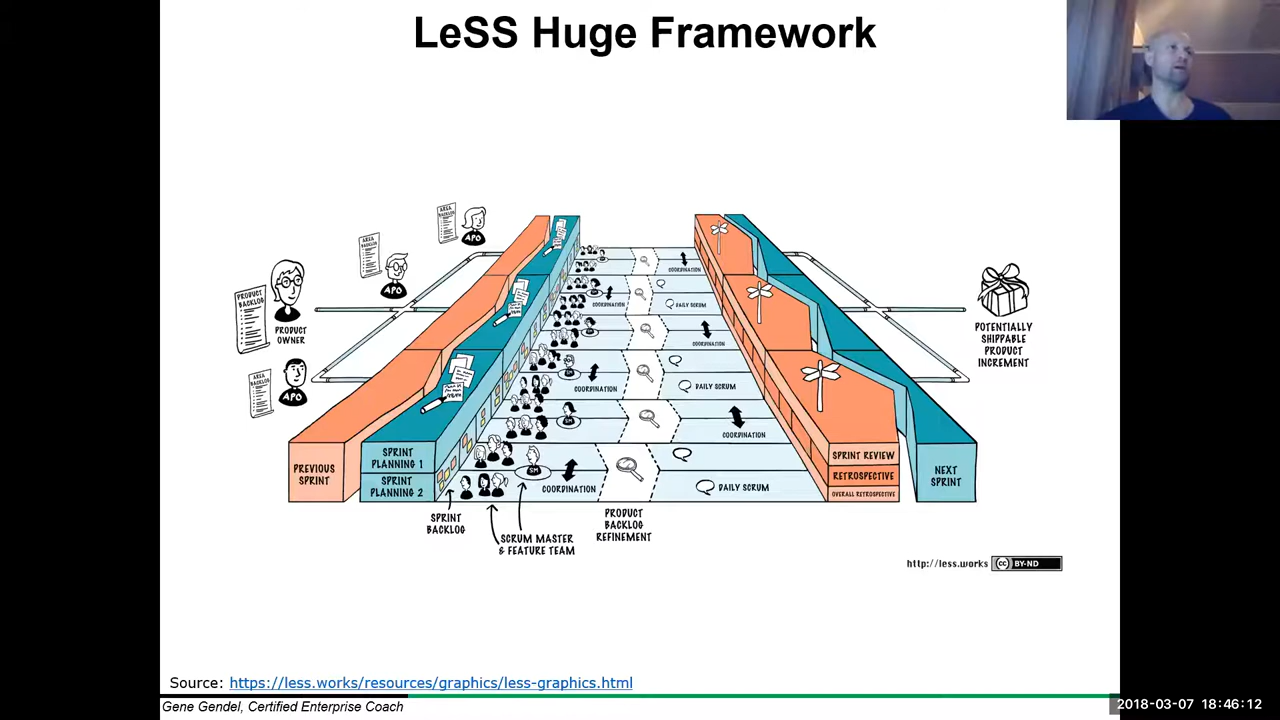 LeSS Huge Framework
AREA
BACKLOG
APO
AREA
BACKLOG
APO
PRODUCT
BACKLOG
PRODUCT
OWNER
AREA
BACKLOG
APO
POTENTIALLY
SHIPPABLE
PRODUCT
INCREMENT
COORDINATION
COORDINATION
DAILY SCRUM
COORDINATION
COORDINATION
DAILY SCRUM
SM
COORDINATION
SM
COORDINATION
DAILY SCRUM
PREVIOUS
SPRINT
SPRINT
PLANNING 1
SPRINT
PLANNING 2
SPRINT REVIEW
RETROSPECTIVE
OVERALL RETROSPECTIVE
NEXT
SPRINT
SPRINT
BACKLOG
SCRUM MASTER
& FEATURE TEAM
PRODUCT
BACKLOG
REFINEMENT
http://less.works
cc BY-ND
Source: https://less.works/resources/graphics/less-graphics.html
Gene Gendel, Certified Enterprise Coach
2018-03-07 18:46:12